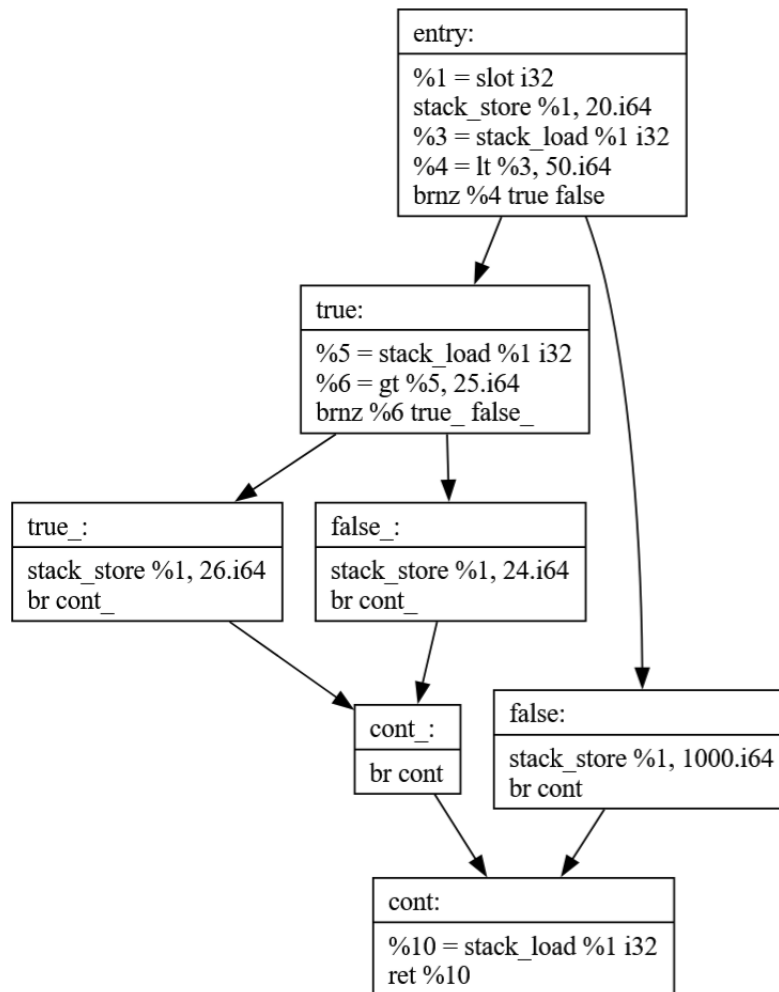 entry:
%1 = slot i32
stack_store %1, 20.i64
%3 = stack_load %1 i32
%4 = lt %3, 50.i64
brnz %4 true false
true:
%5 = stack_load %1 i32
%6 = gt %5, 25.i64
brnz %6 true_ false_
true_:
stack_store %1, 26.i64
br cont_
false_:
stack_store %1, 24.i64
br cont_
cont_:
br cont
false:
stack_store %1, 1000.i64
br cont
cont:
%10 = stack_load %1 i32
ret %10